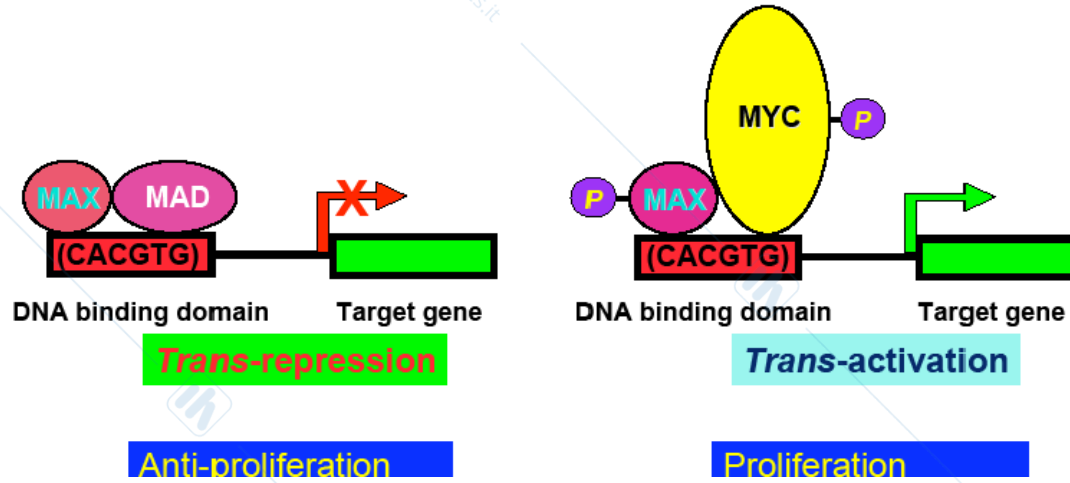 MAX MAD
(CACGTG)
DNA binding domain Target gene
Trans-repression
Anti-proliferation
MYC P
P MAX
(CACGTG)
DNA binding domain Target gene
Trans-activation
Proliferation